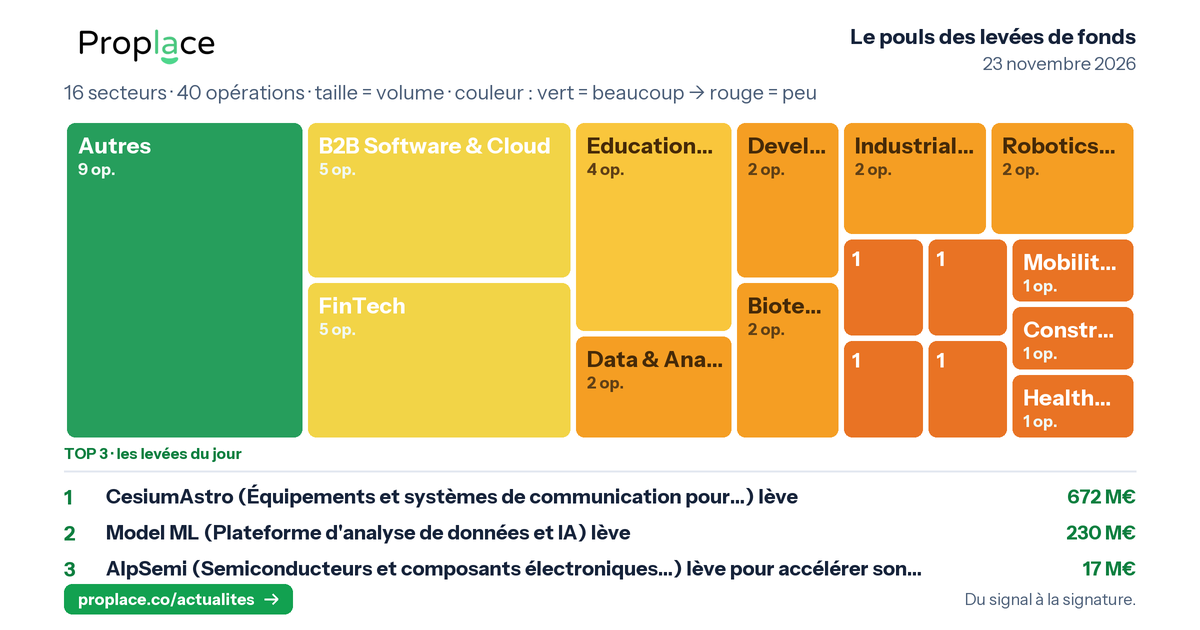 Proplace
Le pouls des levées de fonds
23 novembre 2026
16 secteurs · 40 opérations · taille = volume · couleur : vert = beaucoup → rouge = peu
Autres
9 op.
B2B Software & Cloud
5 op.
FinTech
5 op.
Education...
4 op.
Data & Ana...
2 op.
Devel...
2 op.
Biote...
2 op.
Industrial...
2 op.
Robotics...
2 op.
1
1
1
1
Mobilit...
1 op.
Constr...
1 op.
Health...
1 op.
TOP 3 · les levées du jour
1 CesiumAstro (Équipements et systèmes de communication pour...) lève 672 M€
2 Model ML (Plateforme d'analyse de données et IA) lève 230 M€
3 AlpSemi (Semiconducteurs et composants électroniques...) lève pour accélérer son... 17 M€
proplace.co/actualites →
Du signal à la signature.